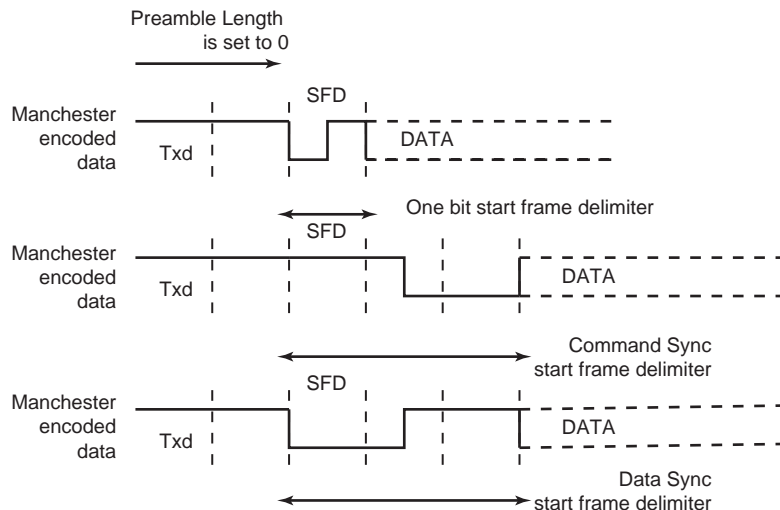 Preamble Length
is set to 0
SFD
Manchester
encoded
data
Txd
DATA
One bit start frame delimiter
SFD
Manchester
encoded
data
Txd
DATA
Command Sync
start frame delimiter
SFD
Manchester
encoded
data
Txd
DATA
Data Sync
start frame delimiter